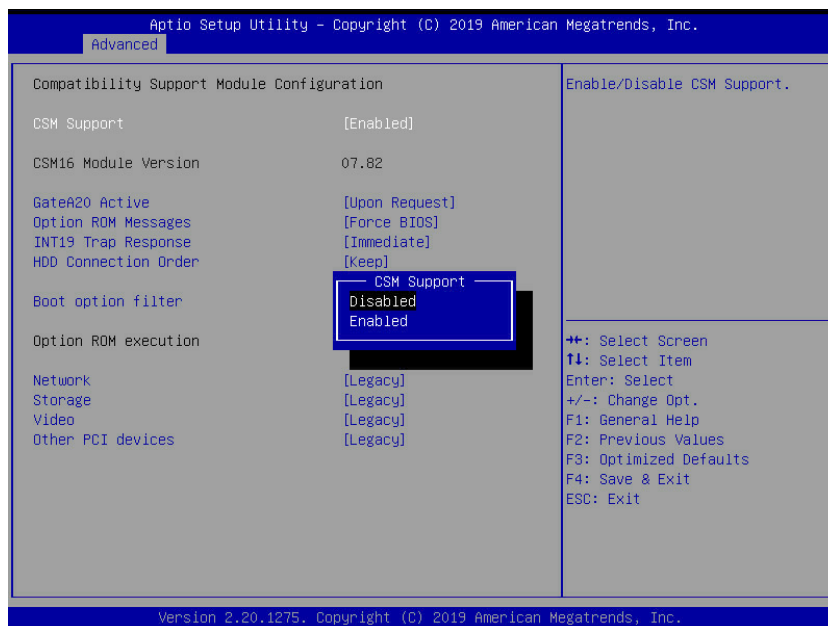 Aptio Setup Utility – Copyright (C) 2019 American Megatrends, Inc.
Advanced
Compatibility Support Module Configuration
CSM Support [Enabled]
CSM16 Module Version 07.82
GateA20 Active [Upon Request]
Option ROM Messages [Force BIOS]
INT19 Trap Response [Immediate]
HDD Connection Order [Keep]
Boot option filter
Option ROM execution
Network [Legacy]
Storage [Legacy]
Video [Legacy]
Other PCI devices [Legacy]
CSM Support
Disabled
Enabled
Enable/Disable CSM Support.
→←: Select Screen
↑↓: Select Item
Enter: Select
+/-: Change Opt.
F1: General Help
F2: Previous Values
F3: Optimized Defaults
F4: Save & Exit
ESC: Exit
Version 2.20.1275. Copyright (C) 2019 American Megatrends, Inc.